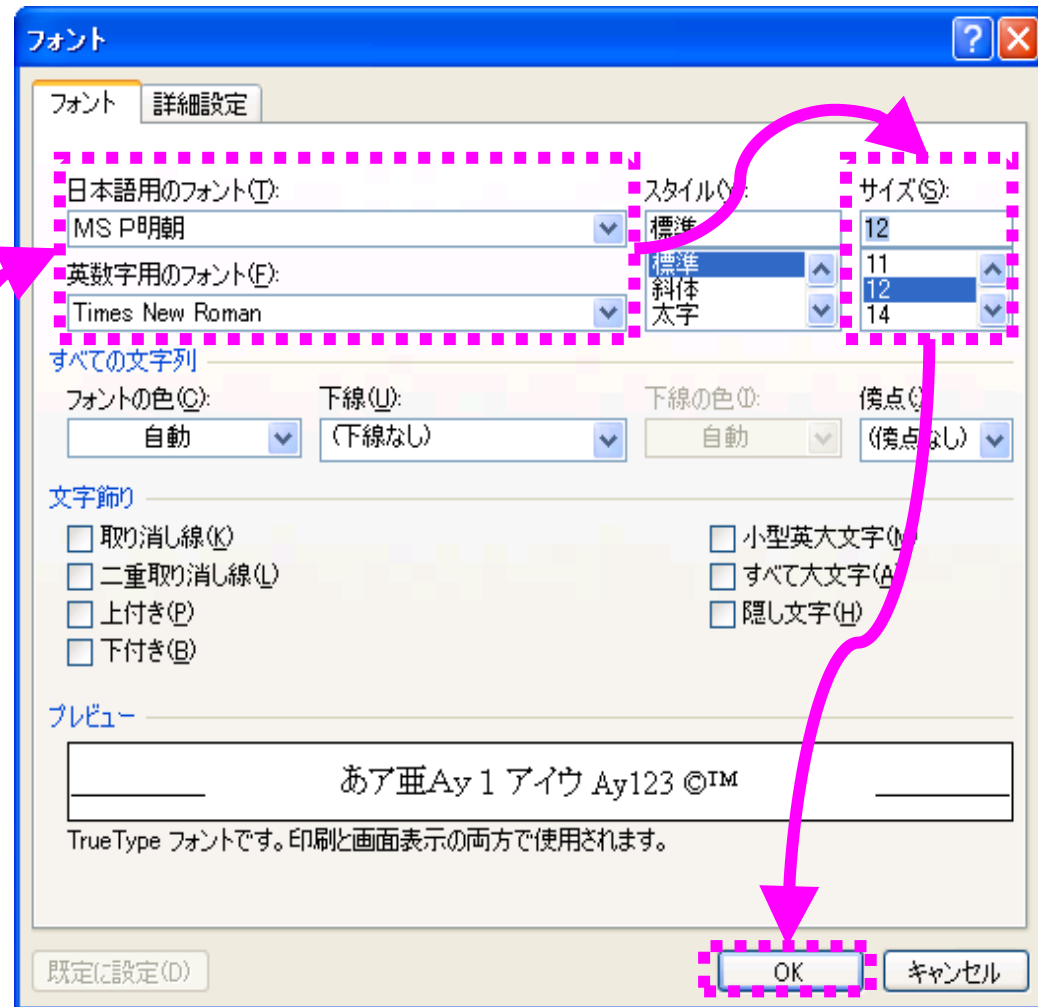 フォント
フォント 詳細設定
日本語用のフォント(T): スタイル(Y): サイズ(S):
MS P明朝 標準 12
英数字用のフォント(F): 標準 11
斜体 12
Times New Roman 太字 14
すべての文字列
フォントの色(C): 下線(U): 下線の色(I): 傍点(:)
自動 (下線なし) 自動 (傍点なし)
文字飾り
取り消し線(K) 小型英大文字(M)
二重取り消し線(L) すべて大文字(A)
上付き(P) 隠し文字(H)
下付き(B)
プレビュー
あア亜Ay 1 アイウ Ay123 ©™
TrueType フォントです。印刷と画面表示の両方で使用されます。
既定に設定(D) OK キャンセル